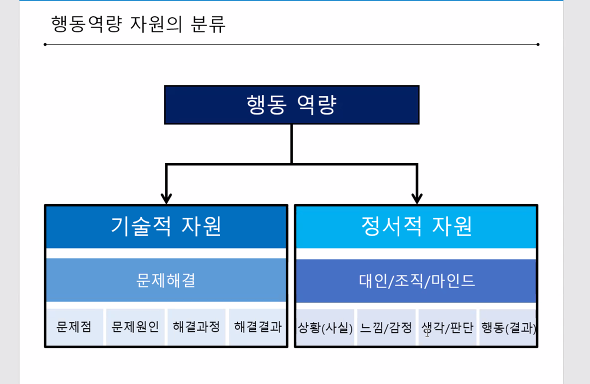 행동역량 자원의 분류
행동 역량
기술적 자원
정서적 자원
문제해결
대인/조직/마인드
문제점
문제원인
해결과정
해결결과
상황(사실)
느낌/감정
생각/판단
행동(결과)